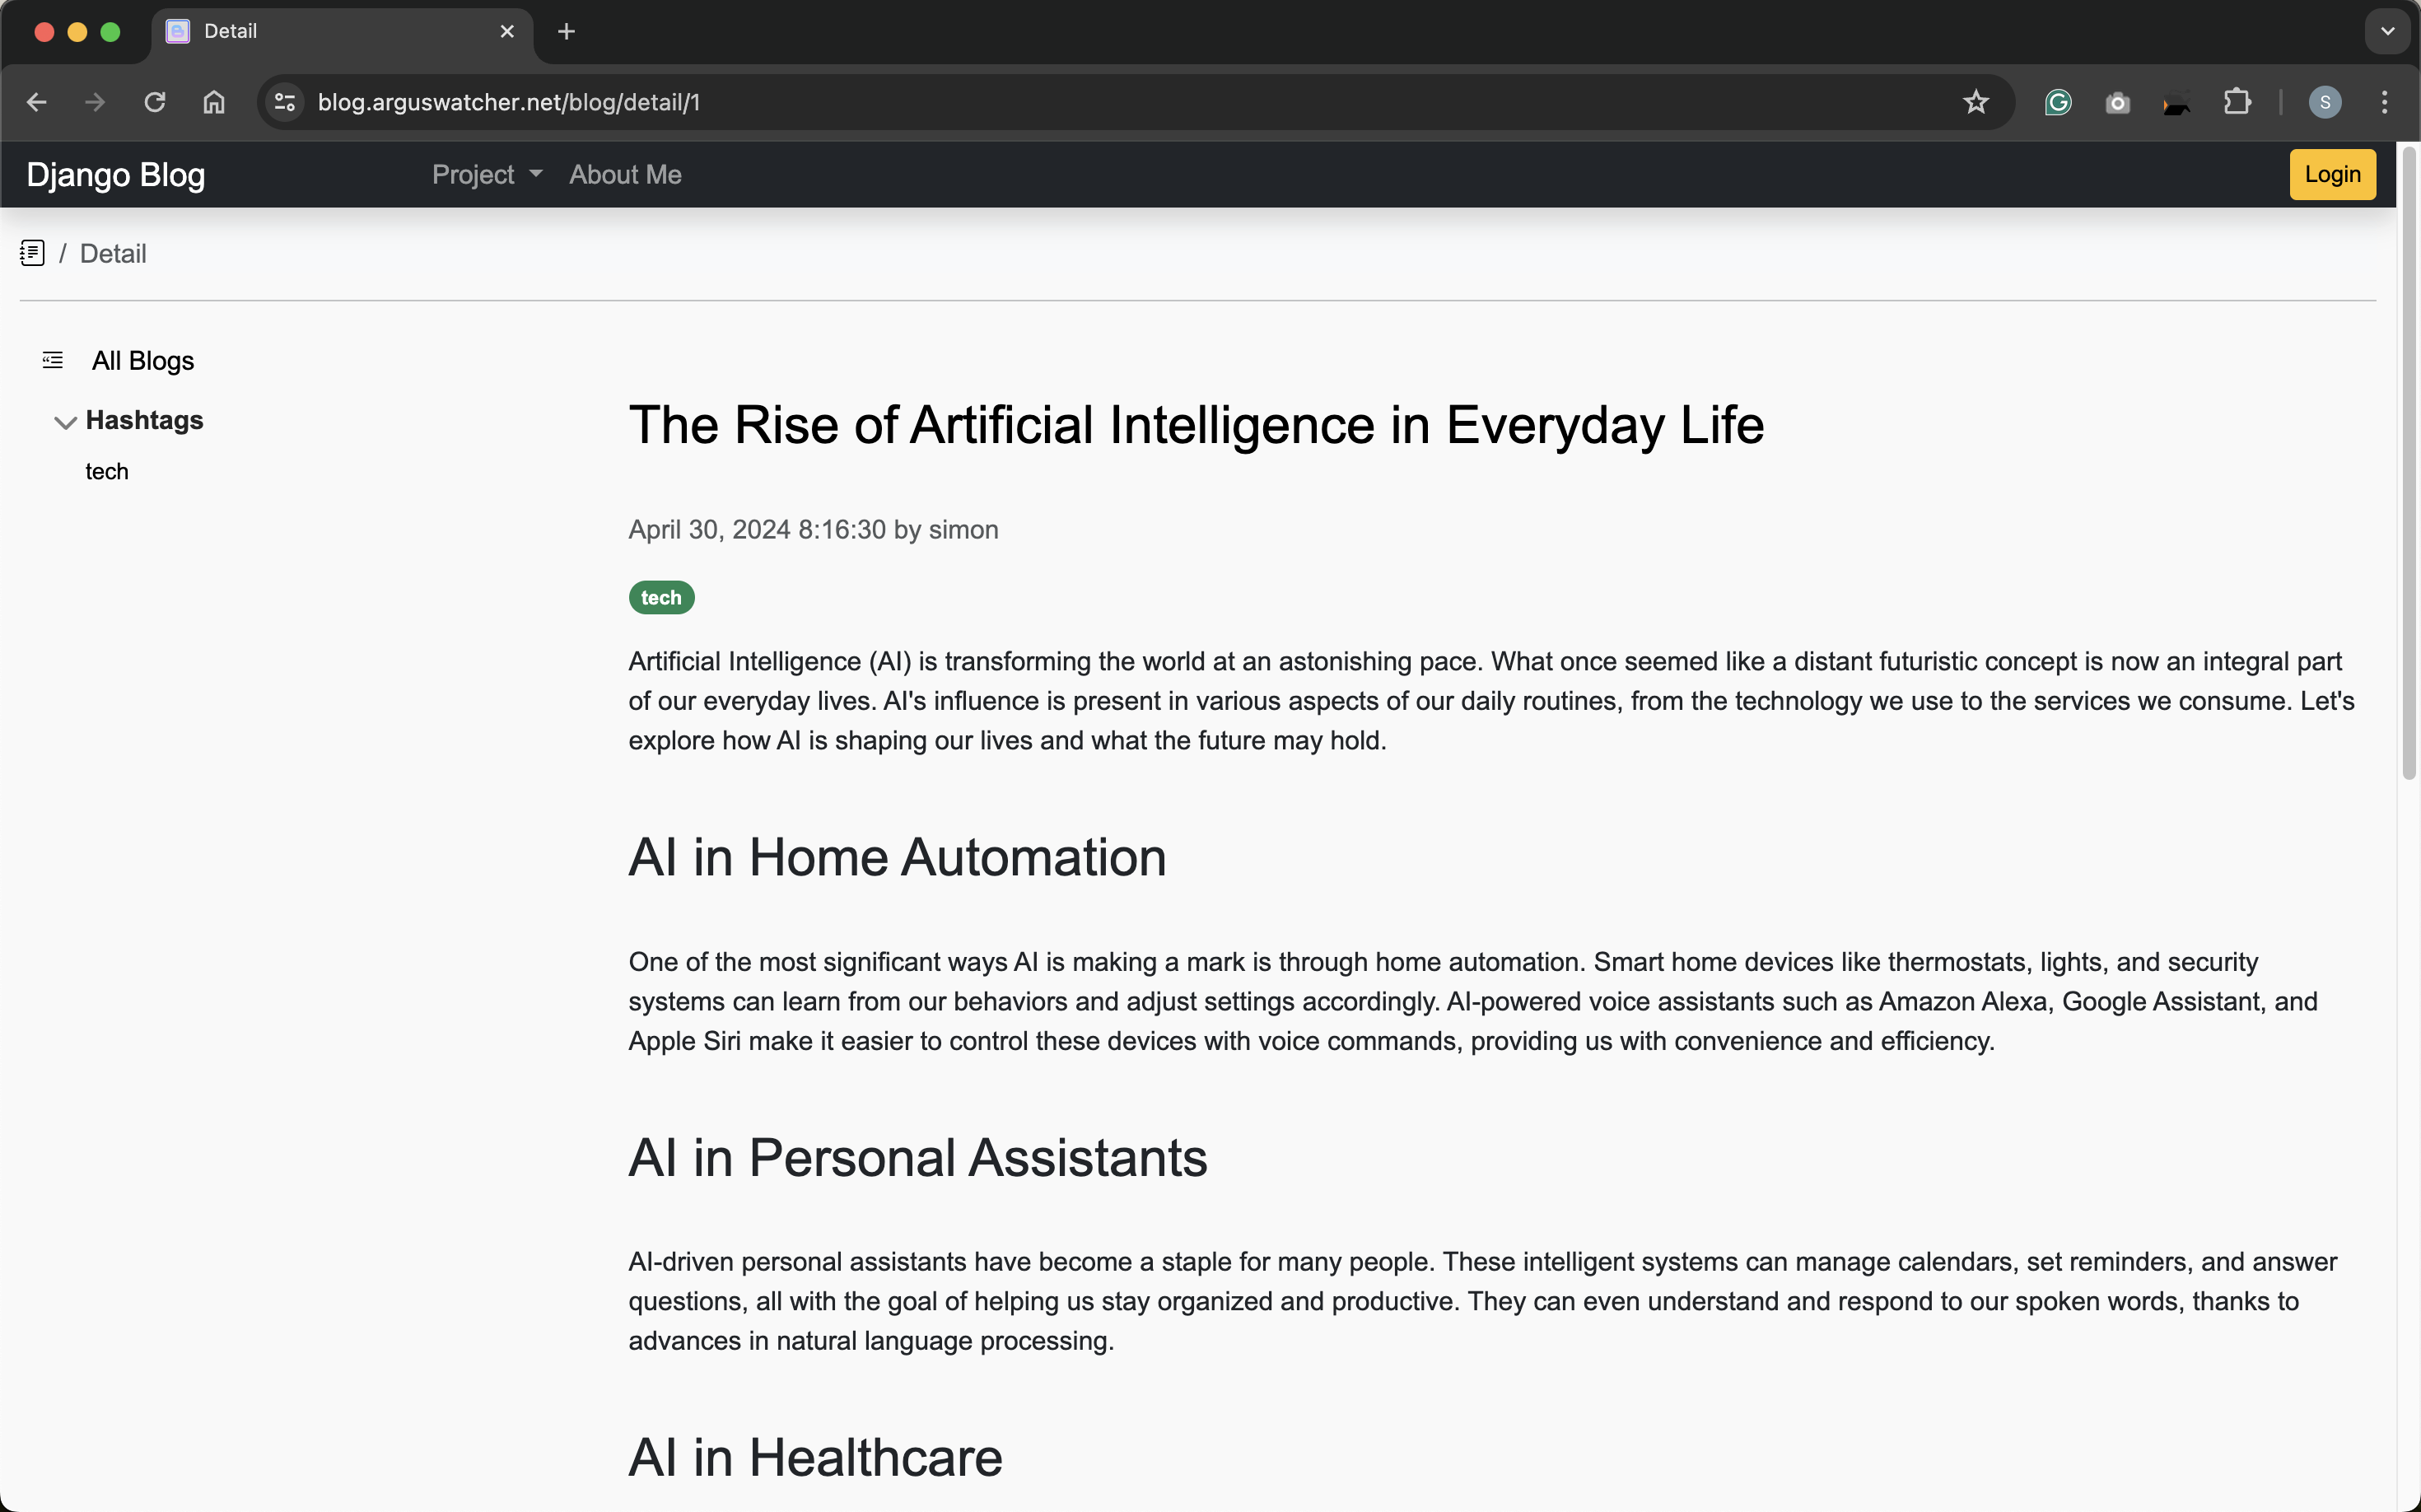 Detail
blog.arguswatcher.net/blog/detail/1
S
Django Blog
Project
About Me
Login
/ Detail
All Blogs
Hashtags
tech
The Rise of Artificial Intelligence in Everyday Life
April 30, 2024 8:16:30 by simon
tech
Artificial Intelligence (AI) is transforming the world at an astonishing pace. What once seemed like a distant futuristic concept is now an integral part
of our everyday lives. AI's influence is present in various aspects of our daily routines, from the technology we use to the services we consume. Let's
explore how AI is shaping our lives and what the future may hold.
AI in Home Automation
One of the most significant ways AI is making a mark is through home automation. Smart home devices like thermostats, lights, and security
systems can learn from our behaviors and adjust settings accordingly. AI-powered voice assistants such as Amazon Alexa, Google Assistant, and
Apple Siri make it easier to control these devices with voice commands, providing us with convenience and efficiency.
AI in Personal Assistants
AI-driven personal assistants have become a staple for many people. These intelligent systems can manage calendars, set reminders, and answer
questions, all with the goal of helping us stay organized and productive. They can even understand and respond to our spoken words, thanks to
advances in natural language processing.
AI in Healthcare